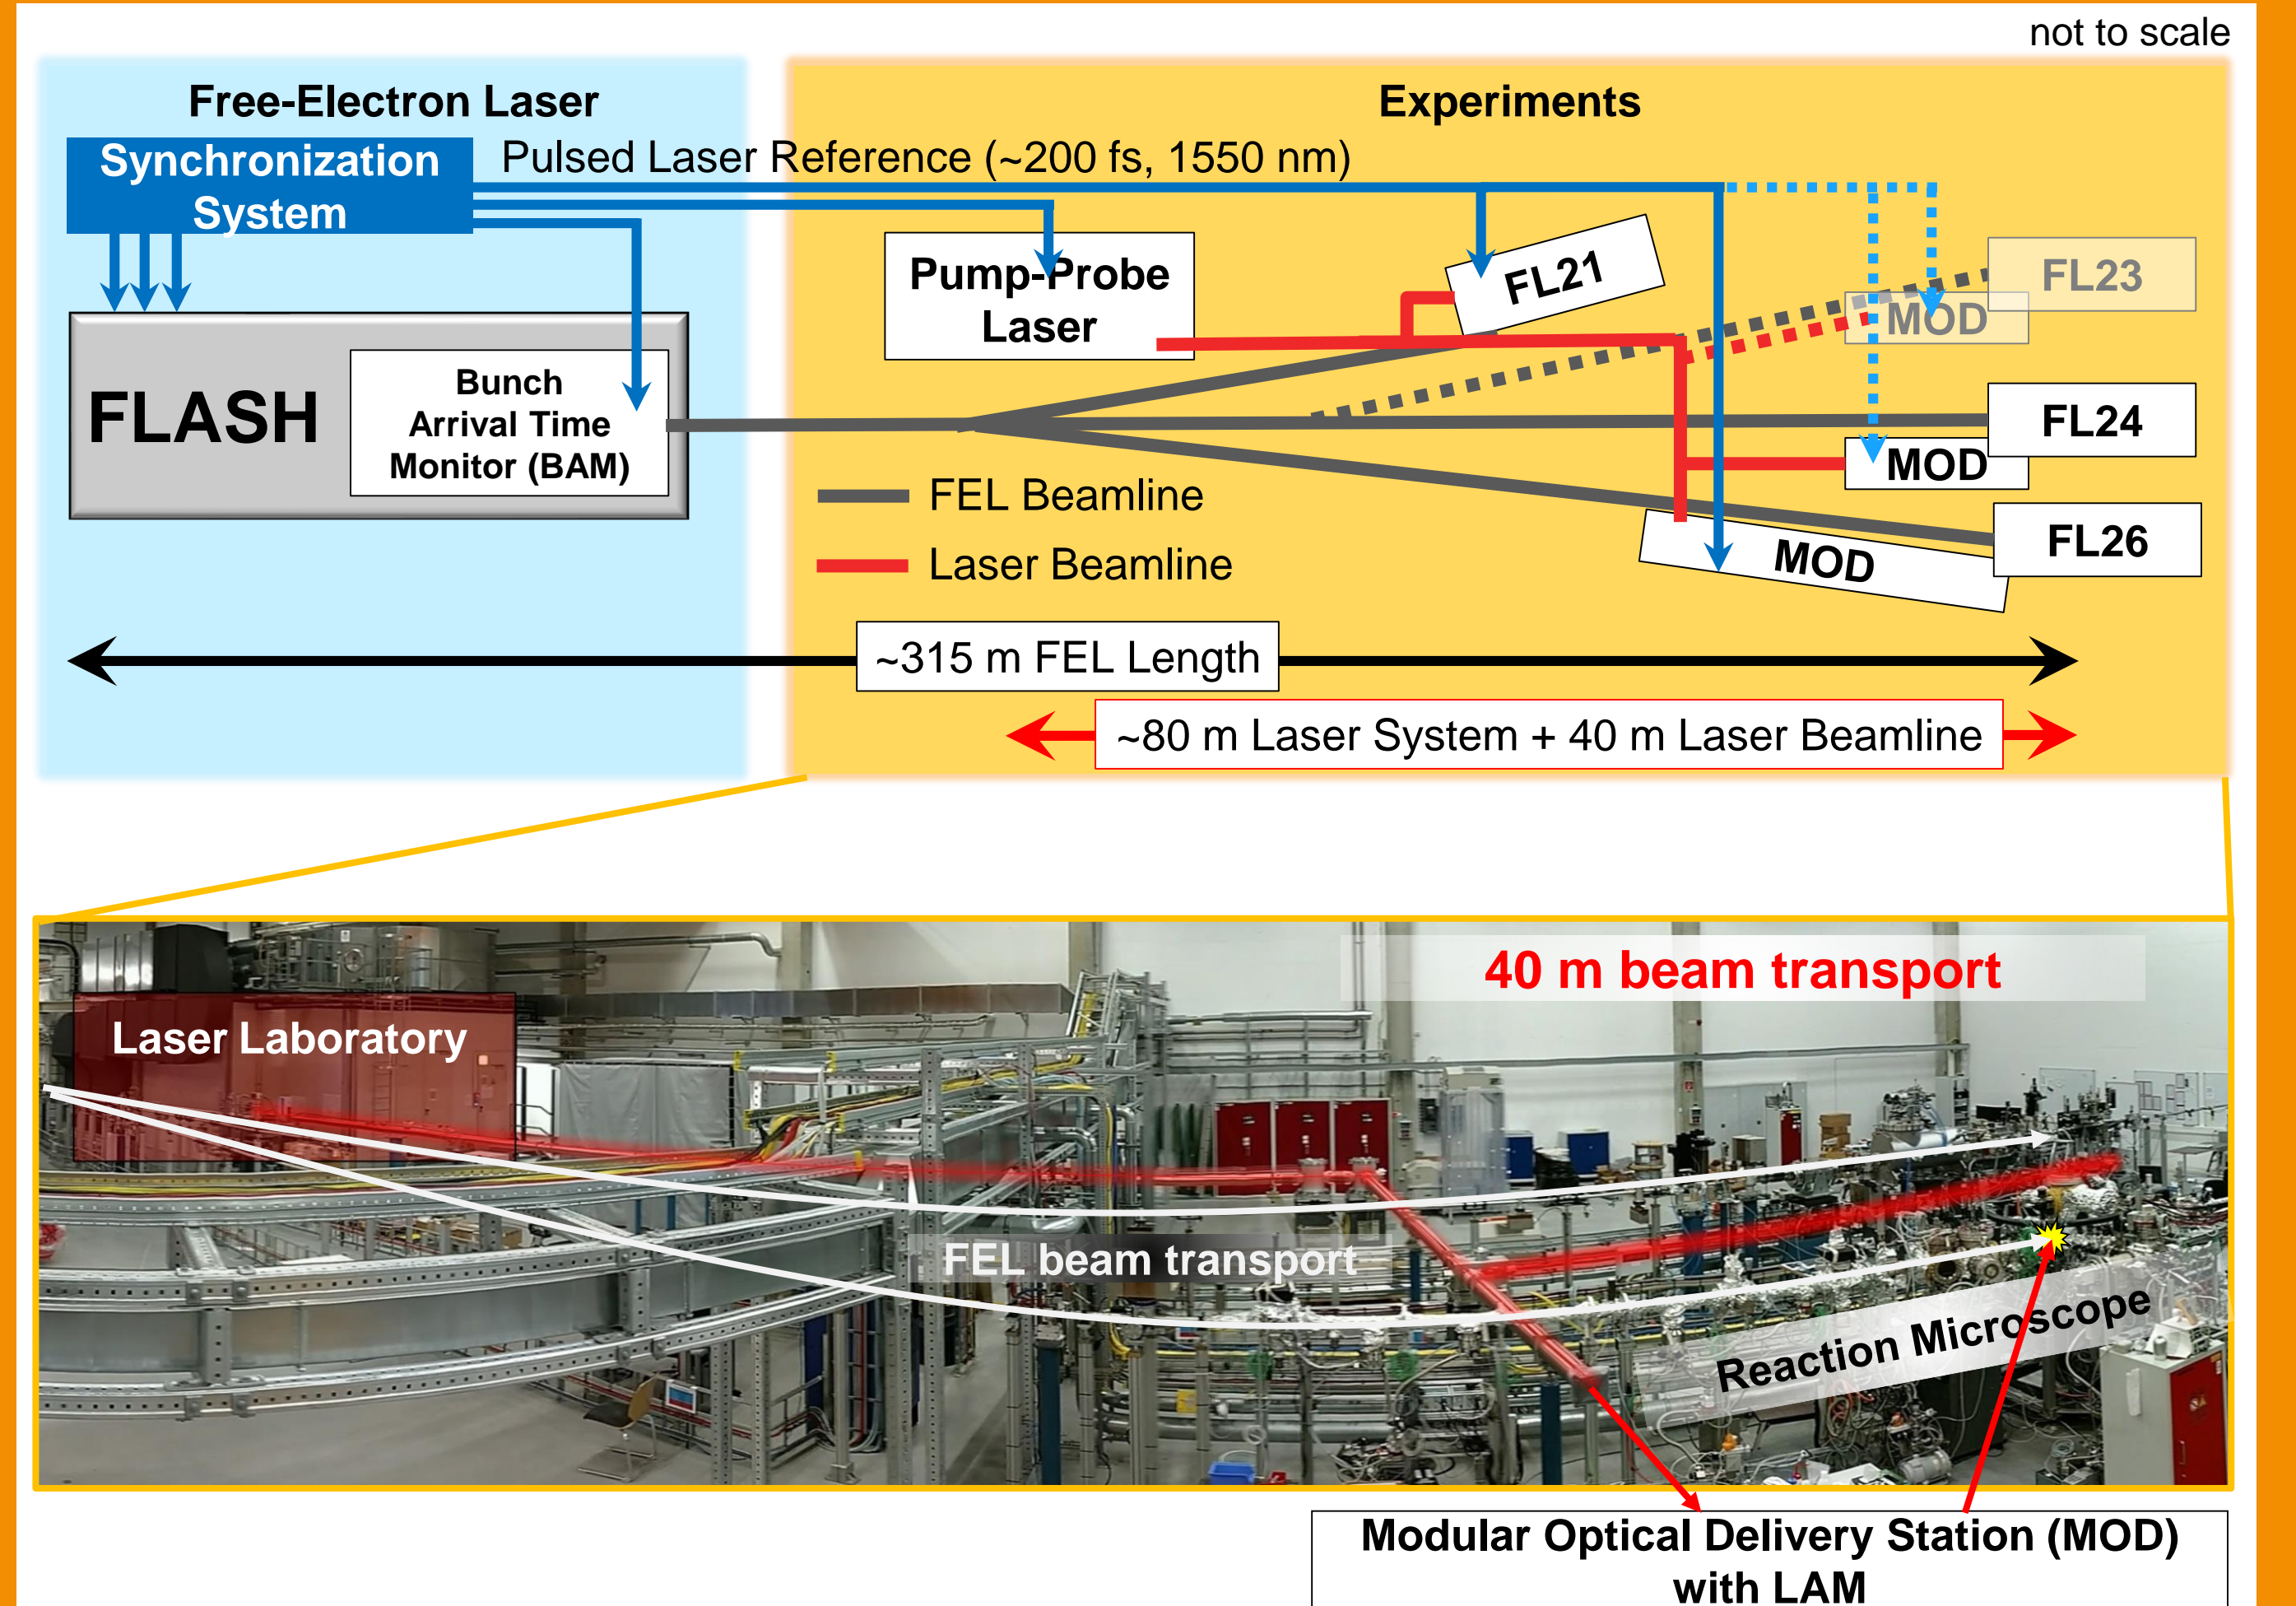 not to scale
Free-Electron Laser
Experiments
Synchronization
System
Pulsed Laser Reference (~200 fs, 1550 nm)
Pump-Probe
Laser
FL21
FL23
MOD
FLASH
Bunch
Arrival Time
Monitor (BAM)
FL24
MOD
FEL Beamline
FL26
Laser Beamline
MOD
~315 m FEL Length
~80 m Laser System + 40 m Laser Beamline
40 m beam transport
Laser Laboratory
FEL beam transport
Reaction Microscope
Modular Optical Delivery Station (MOD)
with LAM